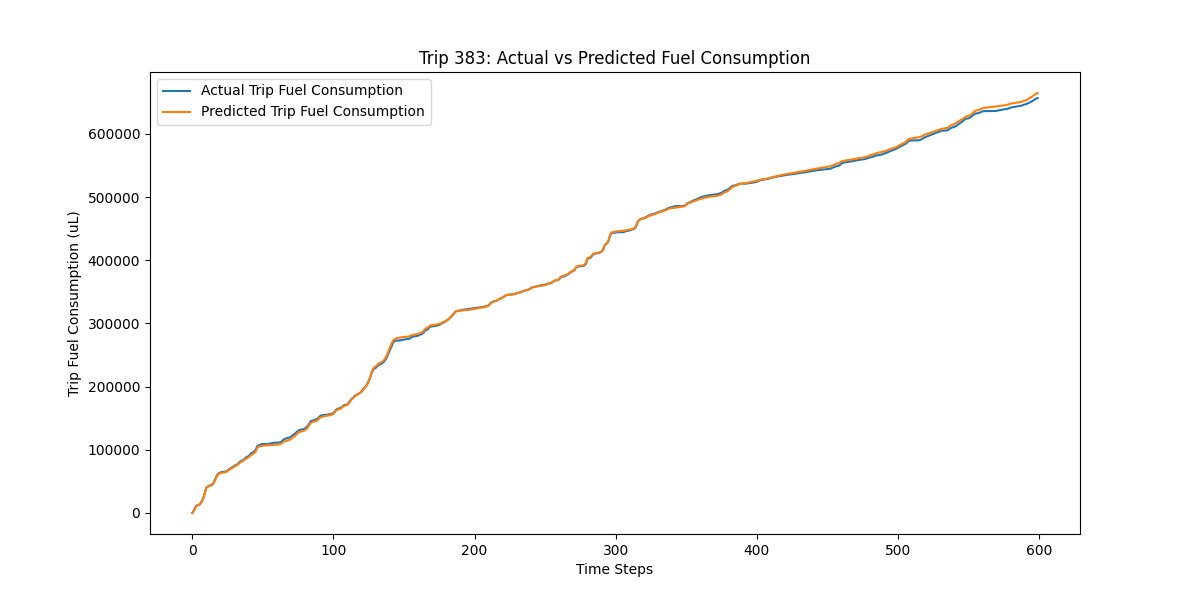 Trip 383: Actual vs Predicted Fuel Consumption
Actual Trip Fuel Consumption
Predicted Trip Fuel Consumption
Trip Fuel Consumption (uL)
600000
500000
400000
300000
200000
100000
0
0 100 200 300 400 500 600
Time Steps